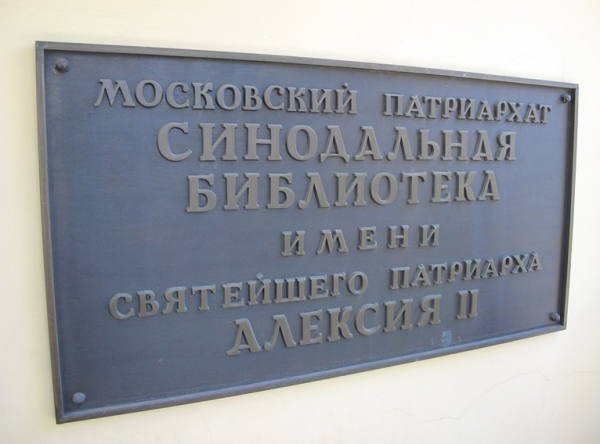 МОСКОВСКИЙ ПАТРИАРХАТ
СИНОДАЛЬНАЯ
БИБЛИОТЕКА
ИМЕНИ
СВЯТЕЙШЕГО ПАТРИАРХА
АЛЕКСИЯ II